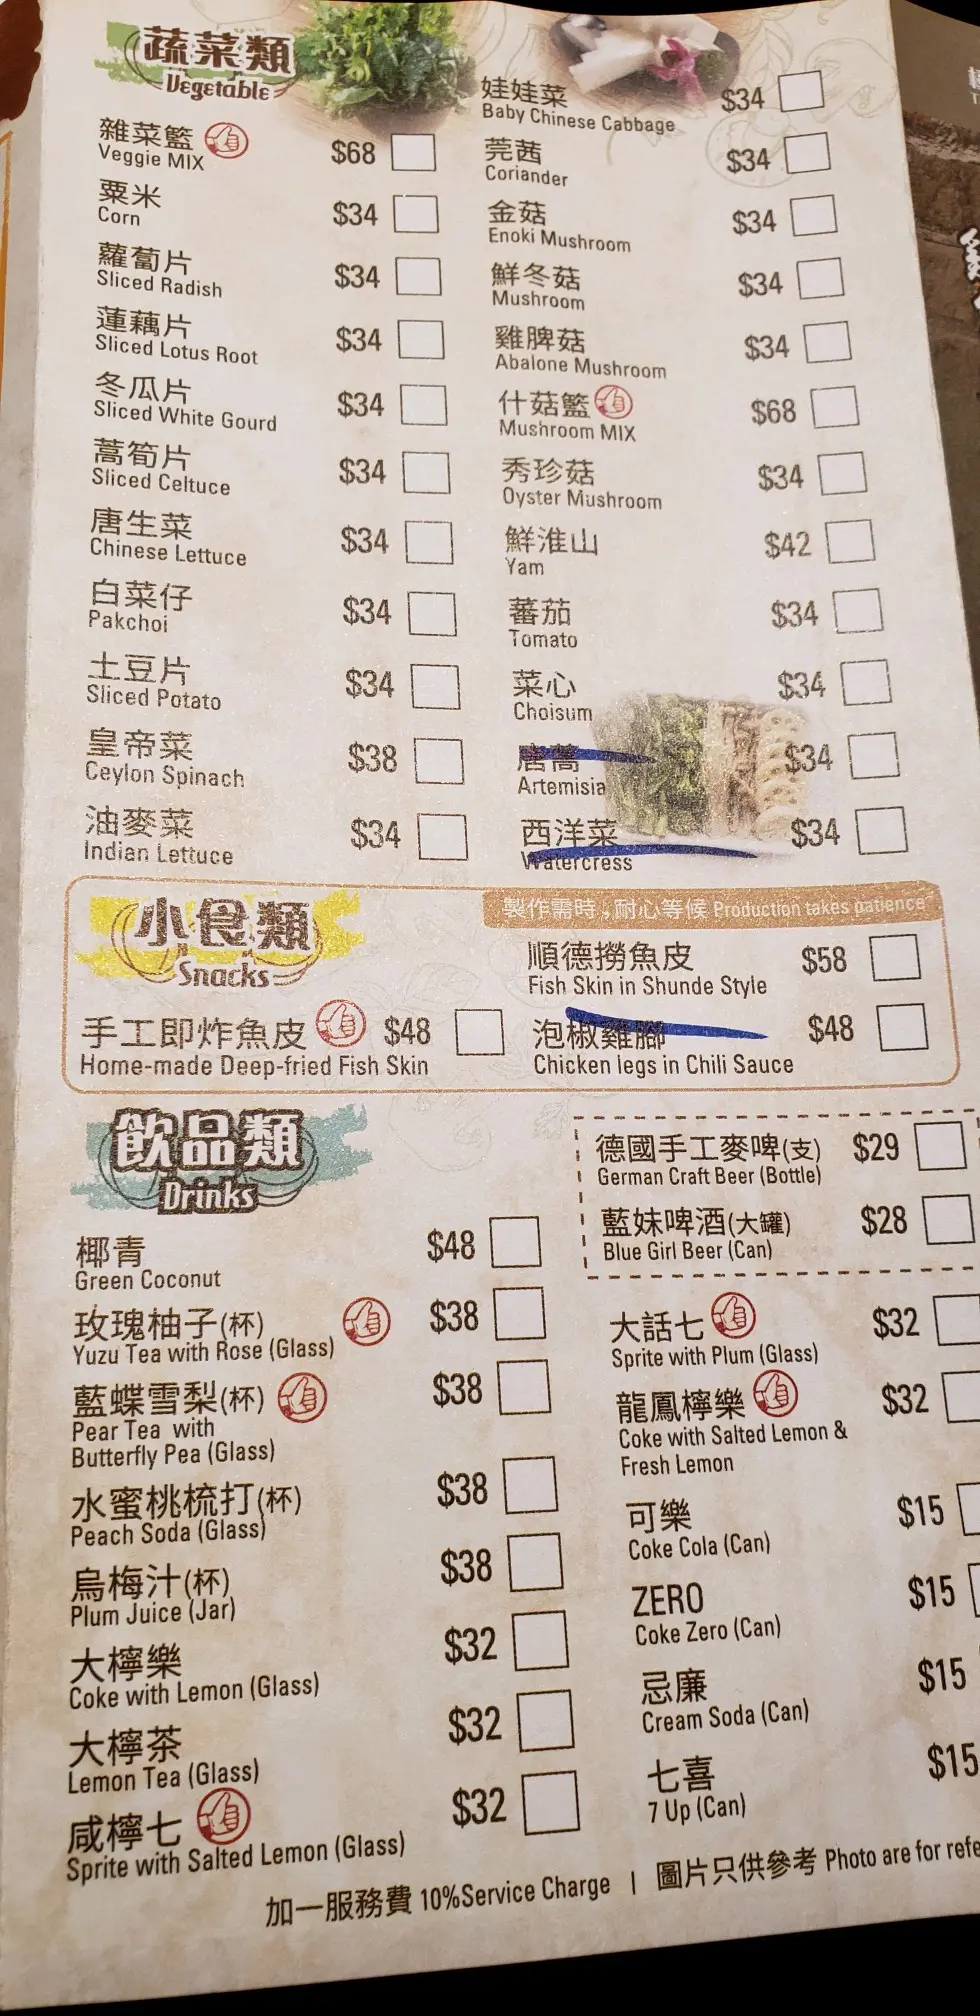 蔬菜類
Vegetable
雜菜籃 $68
Veggie MIX
粟米 $34
Corn
蘿蔔片 $34
Sliced Radish
蓮藕片 $34
Sliced Lotus Root
冬瓜片 $34
Sliced White Gourd
萵筍片 $34
Sliced Celtuce
唐生菜 $34
Chinese Lettuce
白菜仔 $34
Pakchoi
土豆片 $34
Sliced Potato
皇帝菜 $38
Ceylon Spinach
油麥菜 $34
Indian Lettuce
娃娃菜 $34
Baby Chinese Cabbage
莞茜 $34
Coriander
金菇 $34
Enoki Mushroom
鮮冬菇 $34
Mushroom
雞脾菇 $34
Abalone Mushroom
什菇籃 $68
Mushroom MIX
秀珍菇 $34
Oyster Mushroom
鮮淮山 $42
Yam
蕃茄 $34
Tomato
菜心 $34
Choisum
唐蒿 $34
Artemisia
西洋菜 $34
Watercress
小食類
Snacks
手工即炸魚皮 $48
Home-made Deep-fried Fish Skin
製作需時，耐心等候 Production takes patience
順德撈魚皮 $58
Fish Skin in Shunde Style
泡椒雞腳 $48
Chicken legs in Chili Sauce
飲品類
Drinks
椰青 $48
Green Coconut
玫瑰柚子(杯) $38
Yuzu Tea with Rose (Glass)
藍蝶雪梨(杯) $38
Pear Tea with
Butterfly Pea (Glass)
水蜜桃梳打(杯) $38
Peach Soda (Glass)
烏梅汁(杯) $38
Plum Juice (Jar)
大檸樂 $32
Coke with Lemon (Glass)
大檸茶 $32
Lemon Tea (Glass)
咸檸七 $32
Sprite with Salted Lemon (Glass)
德國手工麥啤(支) $29
German Craft Beer (Bottle)
藍妹啤酒(大罐) $28
Blue Girl Beer (Can)
大話七 $32
Sprite with Plum (Glass)
龍鳳檸樂 $32
Coke with Salted Lemon &
Fresh Lemon
可樂 $15
Coke Cola (Can)
ZERO $15
Coke Zero (Can)
忌廉 $15
Cream Soda (Can)
七喜 $15
7 Up (Can)
加一服務費 10%Service Charge | 圖片只供參考 Photo are for refe